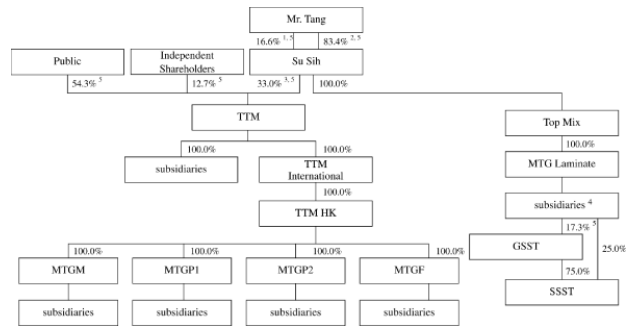 Mr. Tang
16.6% 1, 5
83.4% 2, 5
Public
Independent
Shareholders
Su Sih
54.3% 5
12.7% 5
33.0% 3, 5
100.0%
TTM
Top Mix
100.0%
100.0%
100.0%
subsidiaries
TTM
International
MTG Laminate
100.0%
TTM HK
subsidiaries 4
17.3% 5
GSST
25.0%
100.0%
100.0%
100.0%
100.0%
MTGM
MTGP1
MTGP2
MTGF
75.0%
SSST
subsidiaries
subsidiaries
subsidiaries
subsidiaries